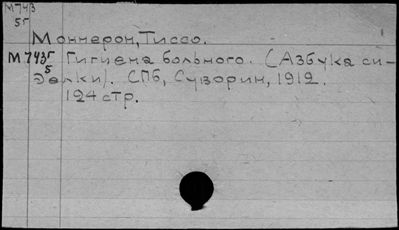 М743
5г
Моннерон, Тиссо.
М743г Гигиена больного. (Азбука си-
5 делки). СПб, Суворин, 1912.
124 стр.